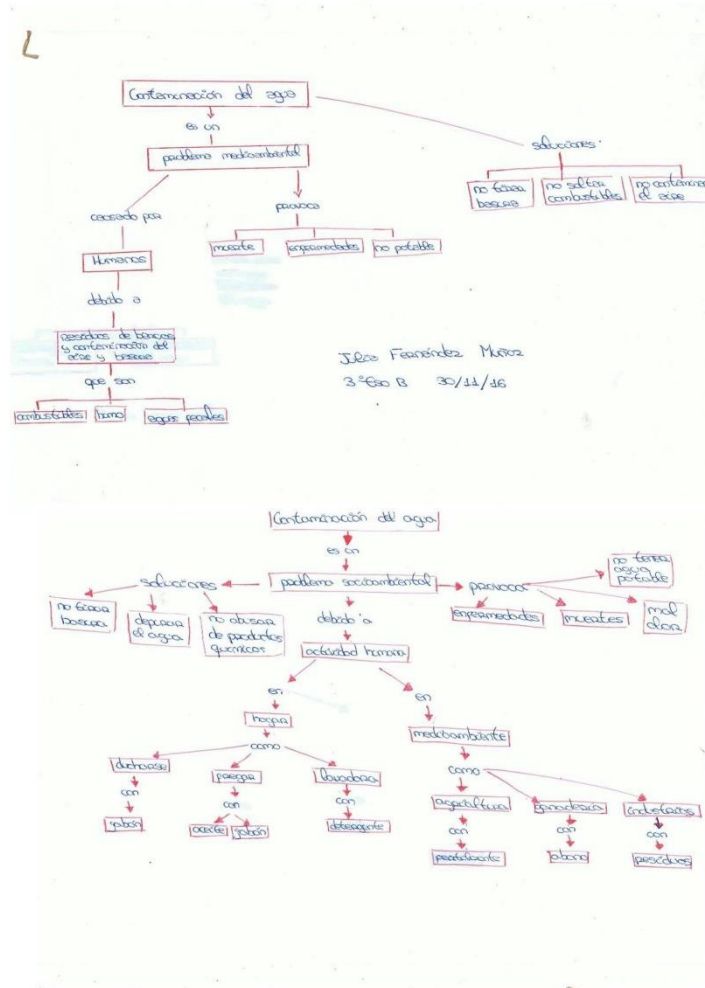 L
Contaminación del agua
es un
problema medioambiental
soluciones:
no tirar basura
no soltar combustibles
no contaminar el aire
causado por
provoca
muerte
enfermedades
no potable
Humanos
debido a
residuos de barcos
y contaminación del
aire y basura
que son
combustibles
humo
aguas fecales
Fernández Muñoz
3ºESO B 30/11/16
Contaminación del agua
es un
soluciones
problema socioambiental
provoca
no tener
agua
potable
no tirar
basura
depurar
el agua
no abusar
de productos
químicos
debido a
enfermedades
muertes
mal
olor
actividad humana
en
en
hogar
medioambiente
como
como
ducharse
fregar
lavadora
agricultura
ganadería
industrias
con
con
con
con
con
con
jabón
aceite
jabón
detergente
fertilizante
abono
residuos